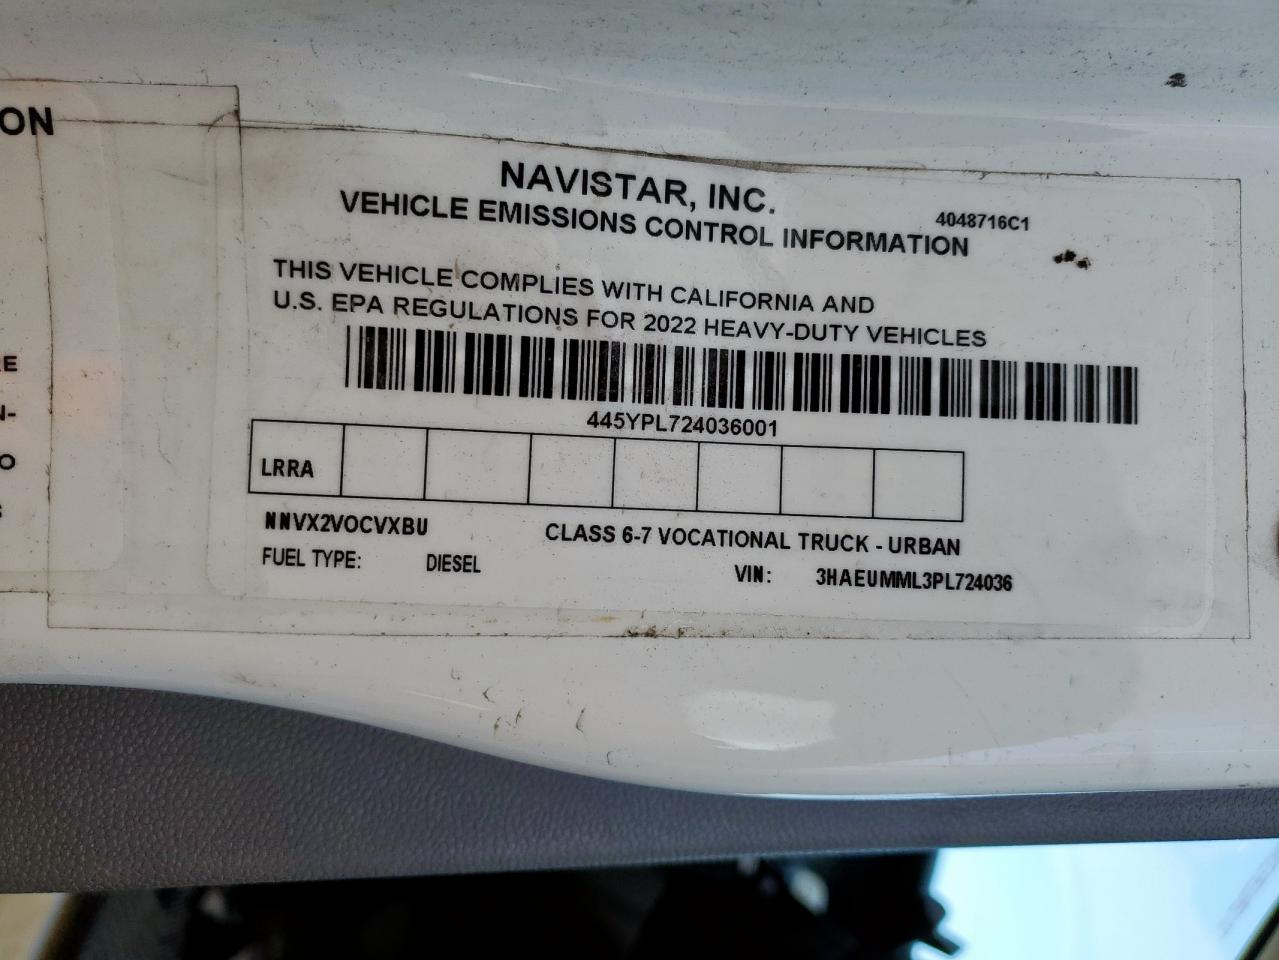 ON
RE
N-
O
S
NAVISTAR, INC.
4048716C1
VEHICLE EMISSIONS CONTROL INFORMATION
THIS VEHICLE COMPLIES WITH CALIFORNIA AND
U.S. EPA REGULATIONS FOR 2022 HEAVY-DUTY VEHICLES
445YPL724036001
LRRA
NNVX2VOCVXBU
CLASS 6-7 VOCATIONAL TRUCK - URBAN
FUEL TYPE: DIESEL
VIN: 3HAEUMML3PL724036